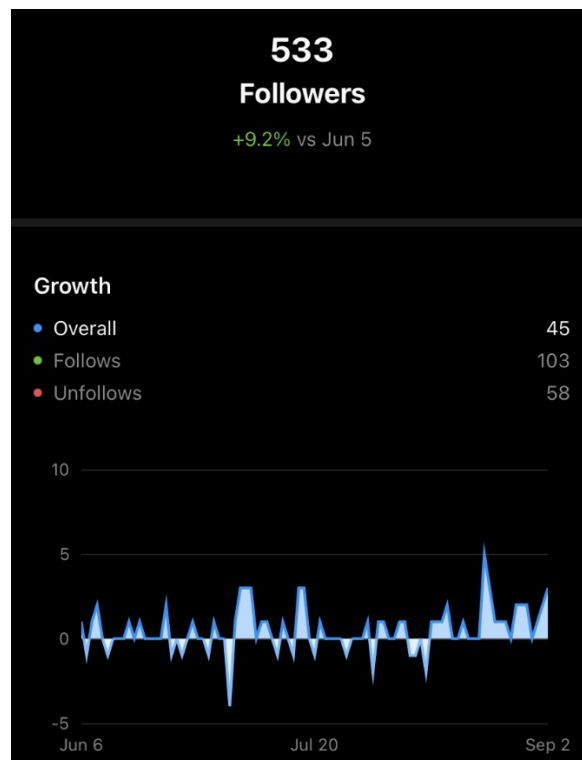 533
Followers
+9.2% vs Jun 5
Growth
Overall 45
Follows 103
Unfollows 58
10
5
0
-5
Jun 6 Jul 20 Sep 2